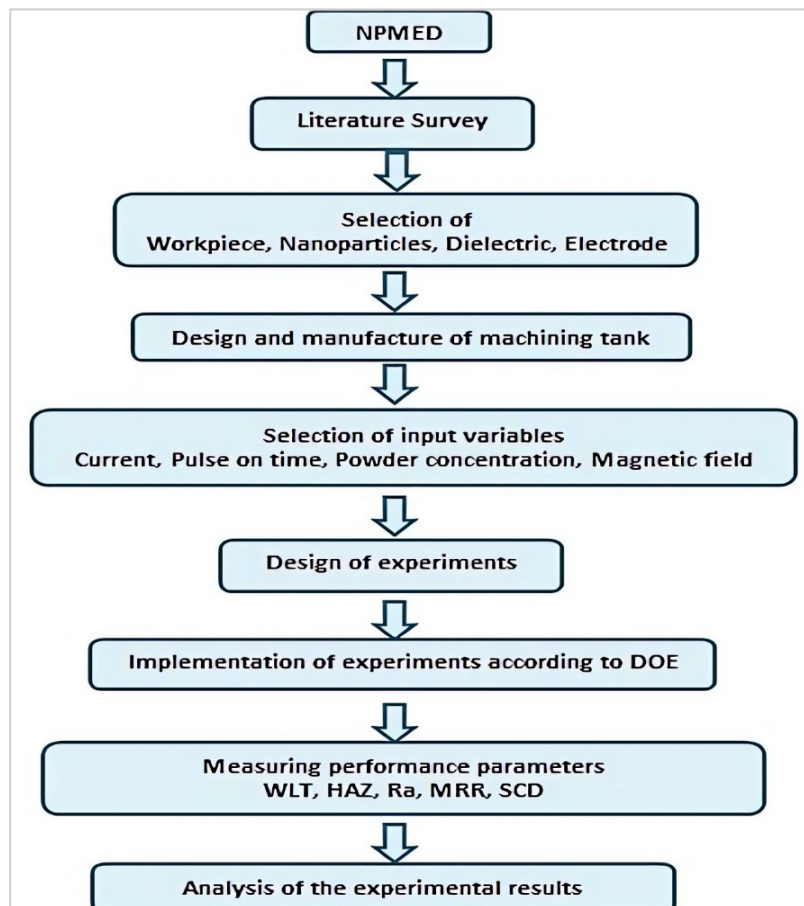 NPMED
Literature Survey
Selection of
Workpiece, Nanoparticles, Dielectric, Electrode
Design and manufacture of machining tank
Selection of input variables
Current, Pulse on time, Powder concentration, Magnetic field
Design of experiments
Implementation of experiments according to DOE
Measuring performance parameters
WLT, HAZ, Ra, MRR, SCD
Analysis of the experimental results